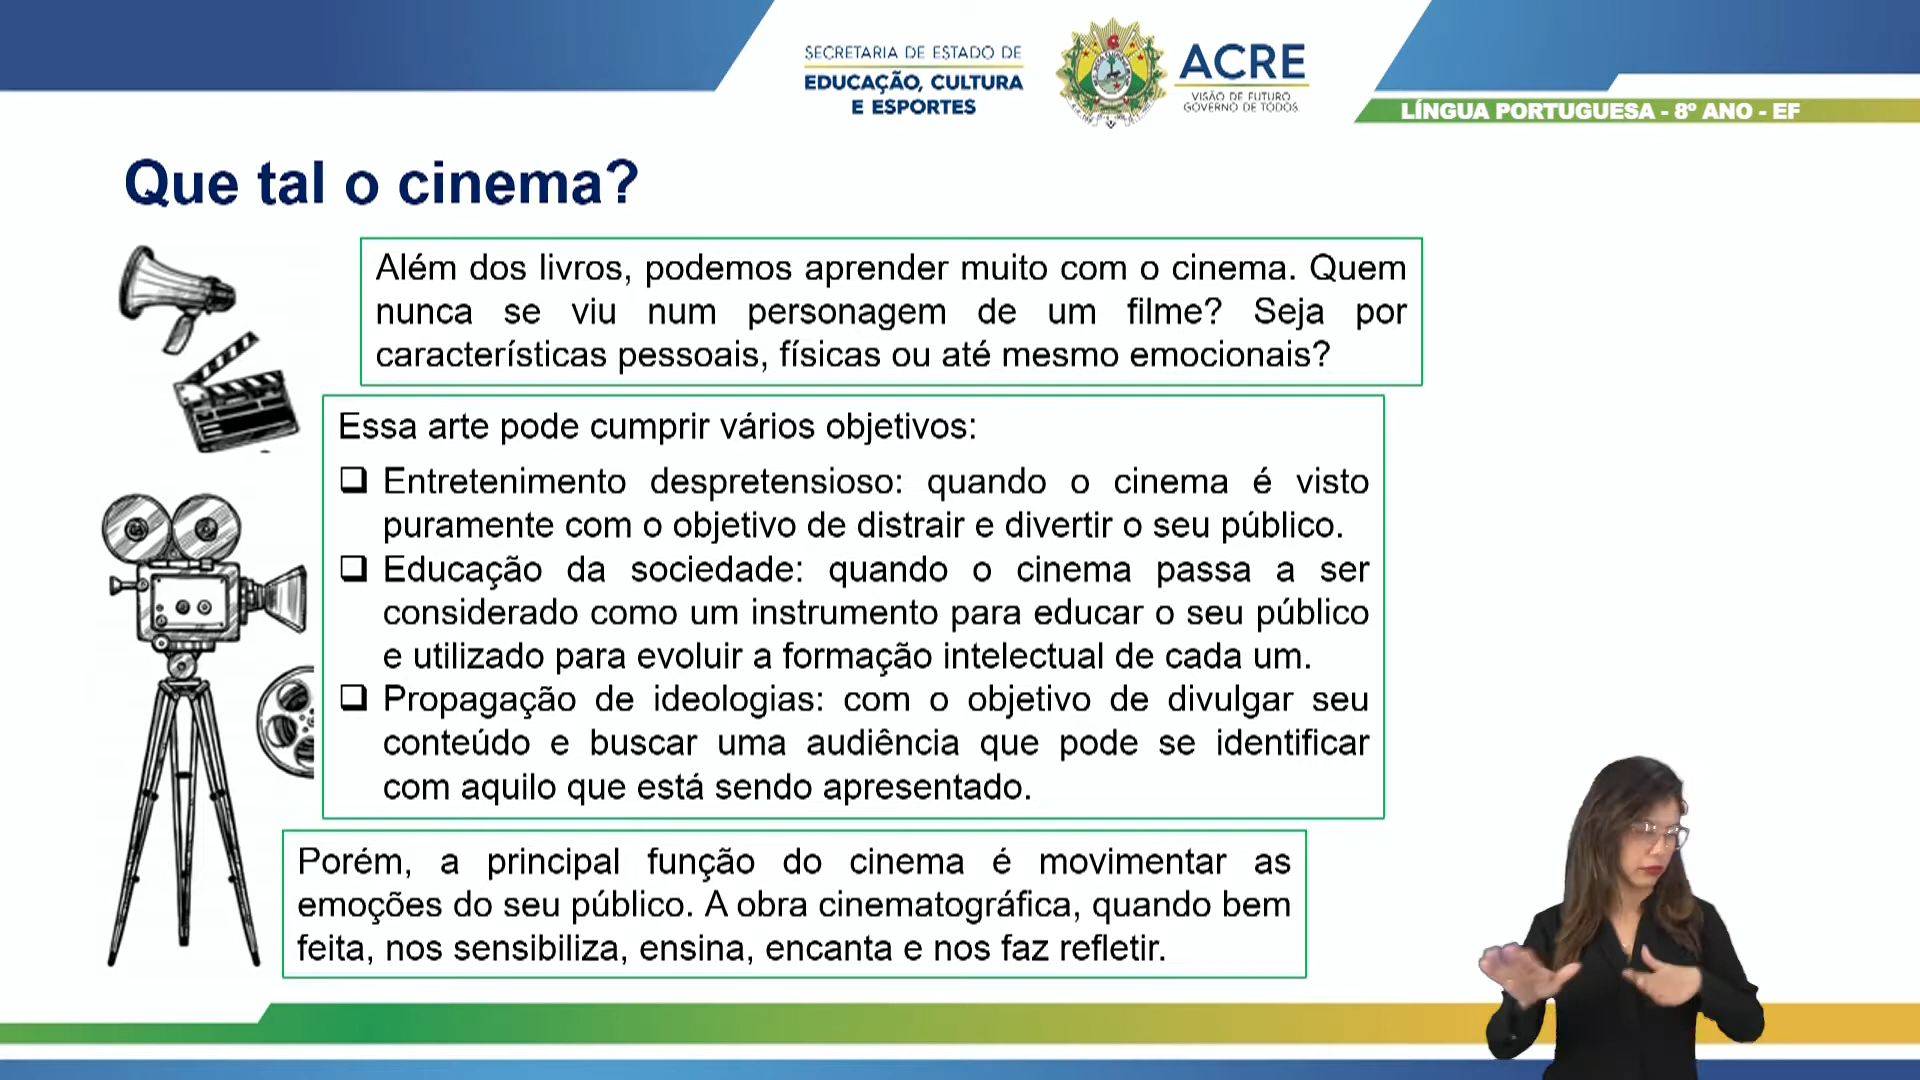 SECRETARIA DE ESTADO DE
EDUCAÇÃO, CULTURA
E ESPORTES
ACRE
VISÃO DE FUTURO
GOVERNO DE TODOS
LÍNGUA PORTUGUESA - 8º ANO - EF
Que tal o cinema?
Além dos livros, podemos aprender muito com o cinema. Quem
nunca se viu num personagem de um filme? Seja por
características pessoais, físicas ou até mesmo emocionais?
Essa arte pode cumprir vários objetivos:
Entretenimento despretensioso: quando o cinema é visto
puramente com o objetivo de distrair e divertir o seu público.
Educação da sociedade: quando o cinema passa a ser
considerado como um instrumento para educar o seu público
e utilizado para evoluir a formação intelectual de cada um.
Propagação de ideologias: com o objetivo de divulgar seu
conteúdo e buscar uma audiência que pode se identificar
com aquilo que está sendo apresentado.
Porém, a principal função do cinema é movimentar as
emoções do seu público. A obra cinematográfica, quando bem
feita, nos sensibiliza, ensina, encanta e nos faz refletir.